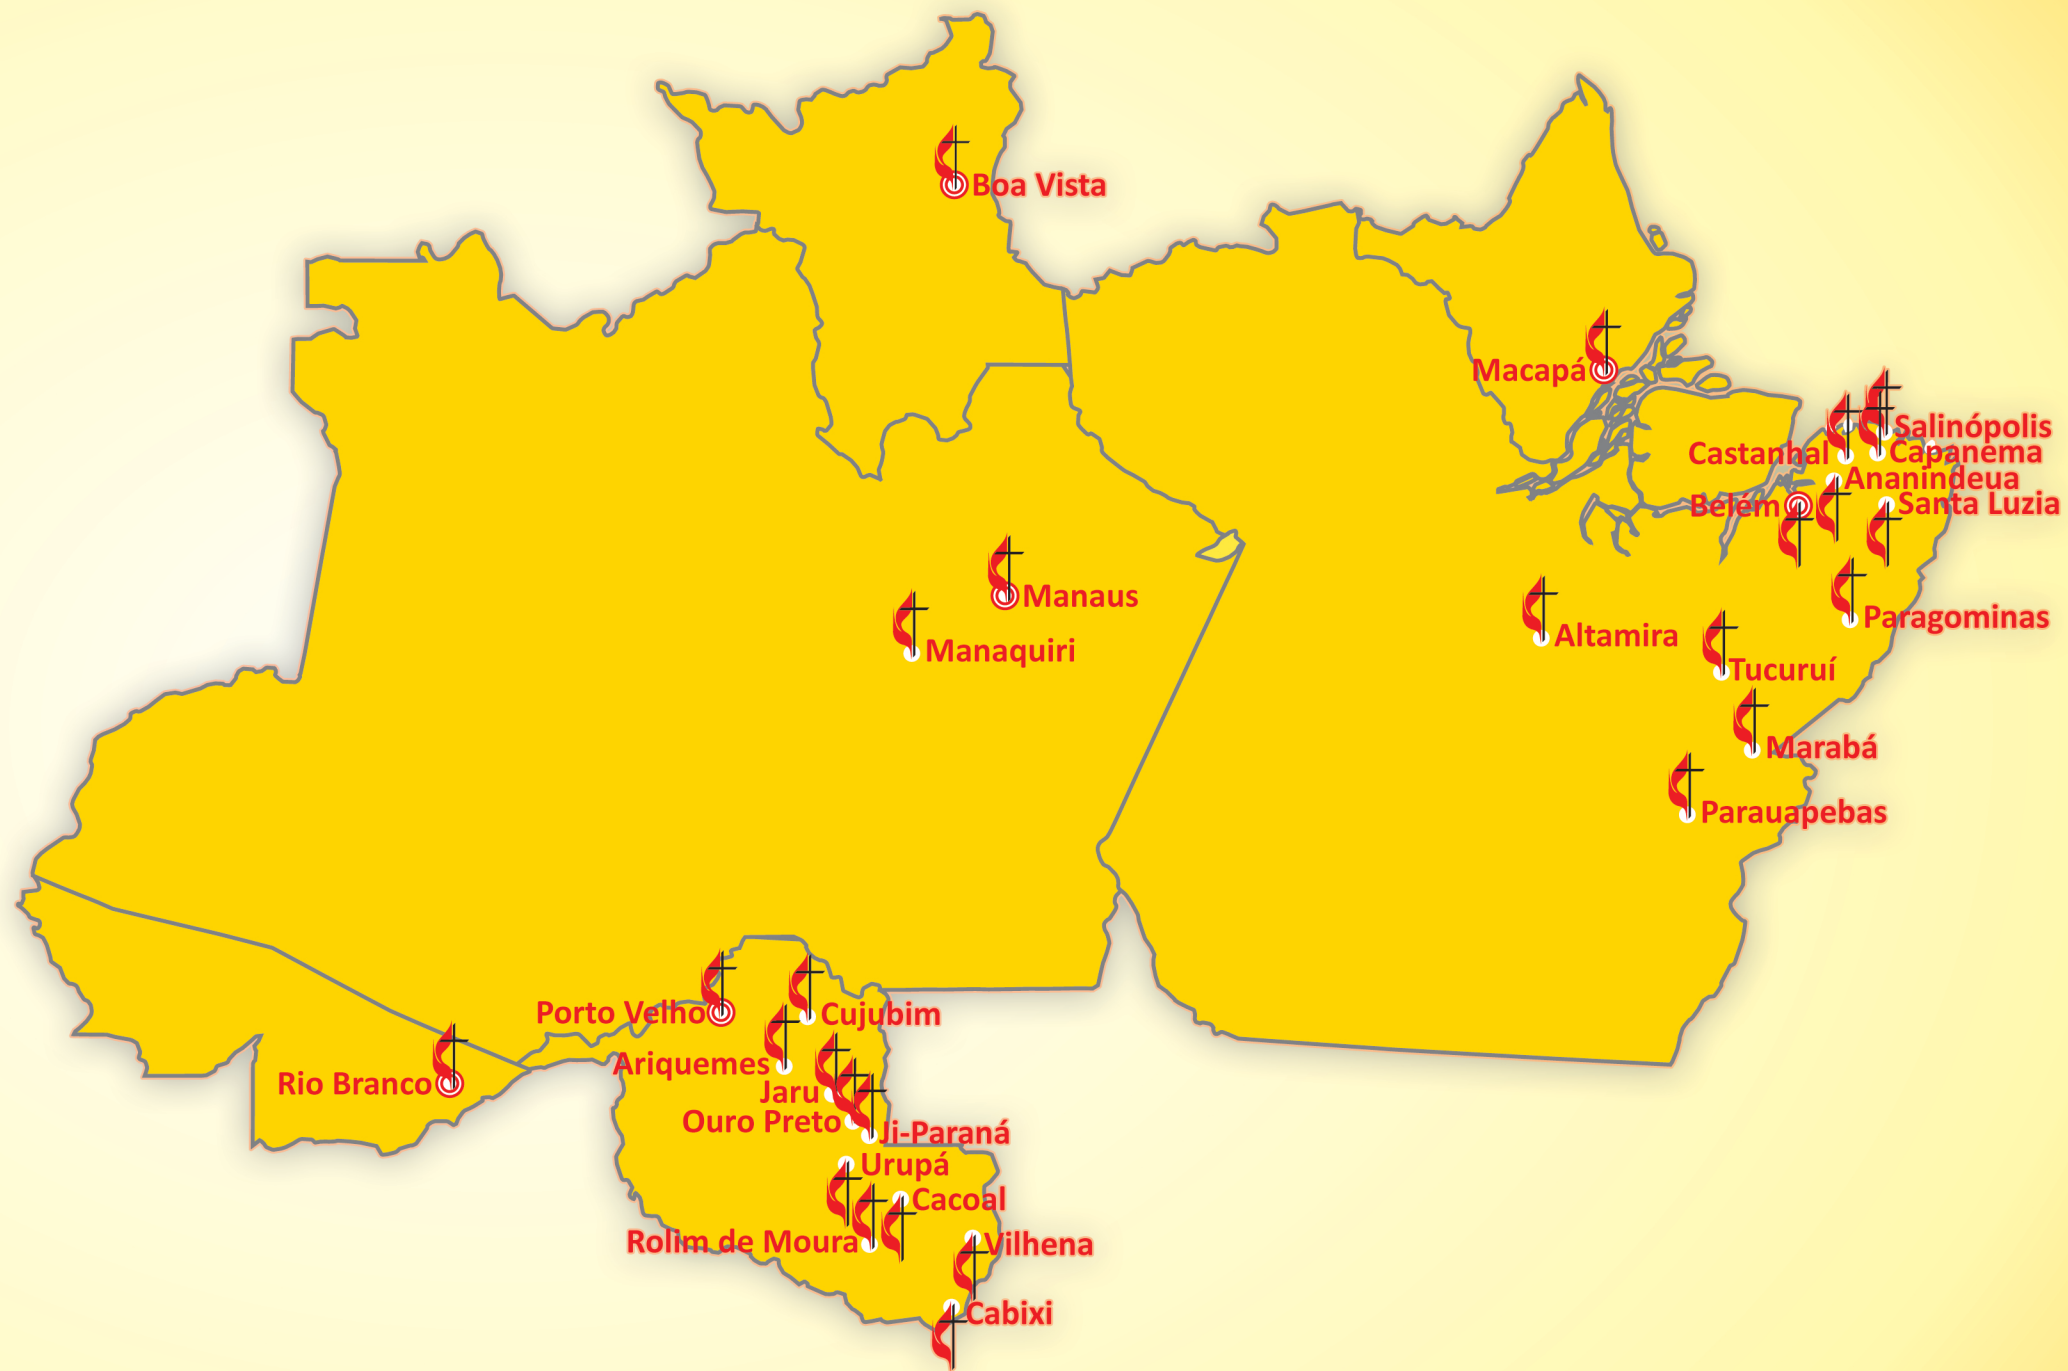 Boa Vista
Macapá
Salinópolis
Castanhal
Capanema
Ananindeua
Belém
Santa Luzia
Manaus
Paragominas
Altamira
Manaquiri
Tucuruí
Marabá
Parauapebas
Porto Velho
Cujubim
Ariquemes
Rio Branco
Jaru
Ouro Preto
Ji-Paraná
Urupá
Cacoal
Rolim de Moura
Vilhena
Cabixi